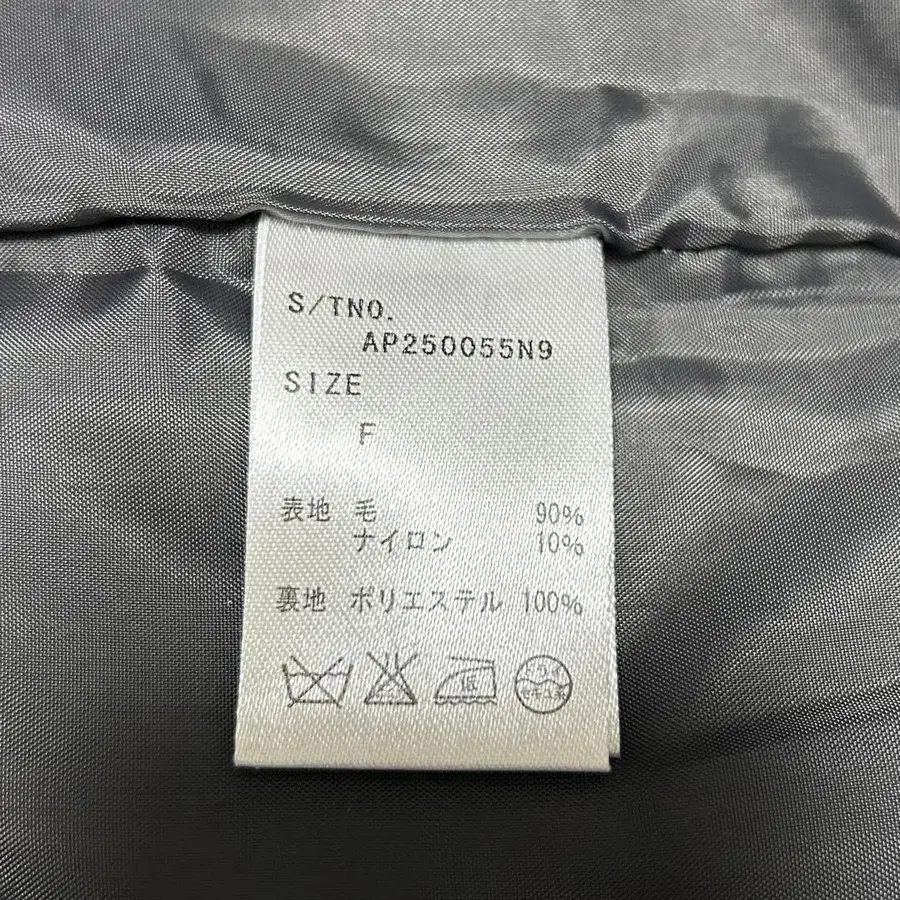 S/TNO.
AP250055N9
SIZE
F
表地 毛 90%
ナイロン 10%
裏地 ポリエステル 100%
低